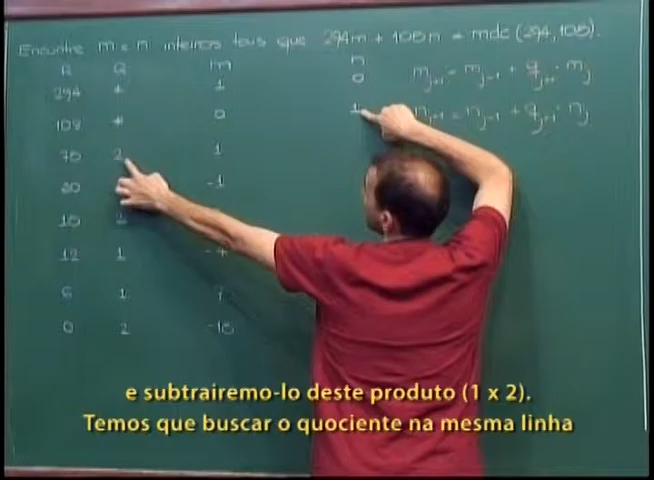 Encontre m e n inteiros tais que 294m + 108n = mdc (294,108).
R Q m n
294 * 1 0 m_{j+1} = m_{j-1} + q_{j+1} · m_j
108 * 0 1 n_{j+1} = n_{j-1} + q_{j+1} · n_j
78 2 1
30 -1
18 2
12 1 -4
6 1 7
0 2 -18
e subtrairemo-lo deste produto (1 x 2).
Temos que buscar o quociente na mesma linha